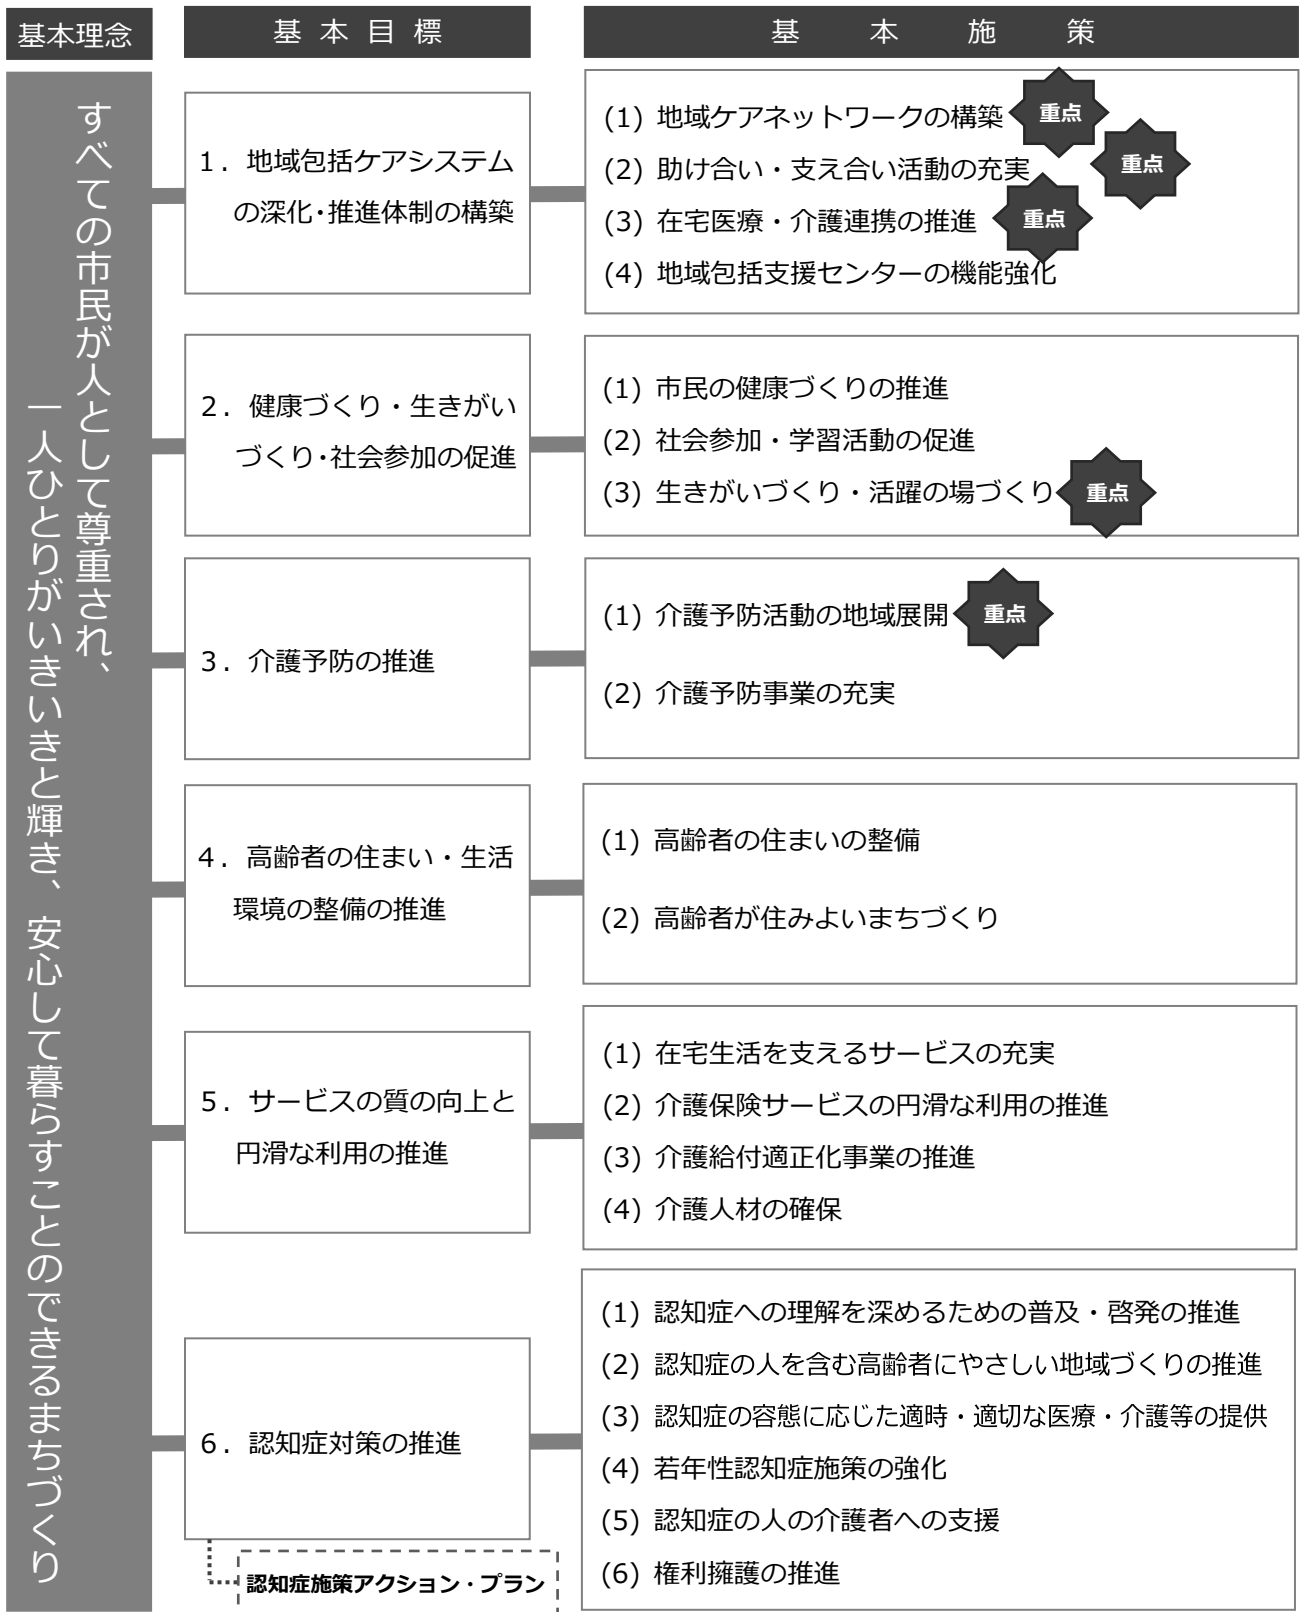 基本理念
基本目標
基本施策
すべての市民が人として尊重され、
一人ひとりがいきいきと輝き、安心して暮らすことのできるまちづくり
１．地域包括ケアシステム
の深化・推進体制の構築
(1) 地域ケアネットワークの構築 重点
(2) 助け合い・支え合い活動の充実 重点
(3) 在宅医療・介護連携の推進 重点
(4) 地域包括支援センターの機能強化
２．健康づくり・生きがい
づくり・社会参加の促進
(1) 市民の健康づくりの推進
(2) 社会参加・学習活動の促進
(3) 生きがいづくり・活躍の場づくり 重点
３．介護予防の推進
(1) 介護予防活動の地域展開 重点
(2) 介護予防事業の充実
４．高齢者の住まい・生活
環境の整備の推進
(1) 高齢者の住まいの整備
(2) 高齢者が住みよいまちづくり
５．サービスの質の向上と
円滑な利用の推進
(1) 在宅生活を支えるサービスの充実
(2) 介護保険サービスの円滑な利用の推進
(3) 介護給付適正化事業の推進
(4) 介護人材の確保
６．認知症対策の推進
認知症施策アクション・プラン
(1) 認知症への理解を深めるための普及・啓発の推進
(2) 認知症の人を含む高齢者にやさしい地域づくりの推進
(3) 認知症の容態に応じた適時・適切な医療・介護等の提供
(4) 若年性認知症施策の強化
(5) 認知症の人の介護者への支援
(6) 権利擁護の推進